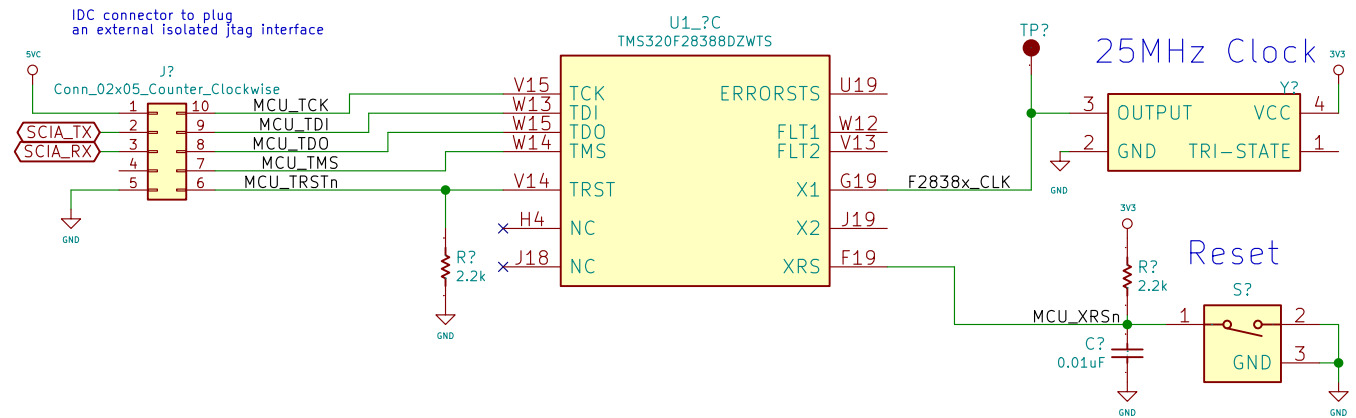 IDC connector to plug
an external isolated jtag interface
5VC
J?
Conn_02x05_Counter_Clockwise
1
2
3
4
5
10
9
8
7
6
SCIA_TX
SCIA_RX
GND
MCU_TCK
MCU_TDI
MCU_TDO
MCU_TMS
MCU_TRSTn
R?
2.2k
GND
U1_?C
TMS320F28388DZWTS
V15
W13
W15
W14
V14
H4
J18
TCK
TDI
TDO
TMS
TRST
NC
NC
ERRORSTS
FLT1
FLT2
X1
X2
XRS
U19
W12
V13
G19
J19
F19
F2838x_CLK
TP?
25MHz Clock
3V3
Y?
3
OUTPUT
VCC
4
2
GND
TRI-STATE
1
GND
3V3
R?
2.2k
MCU_XRSn
C?
0.01uF
GND
Reset
S?
1
2
GND
3
GND